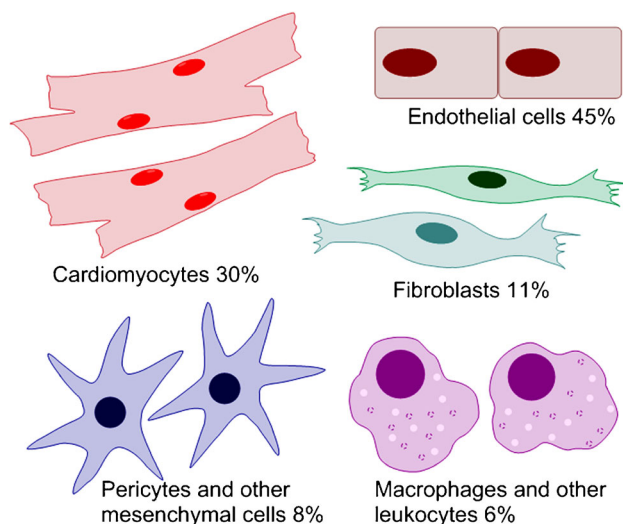 Endothelial cells 45%
Cardiomyocytes 30%
Fibroblasts 11%
Pericytes and other
mesenchymal cells 8%
Macrophages and other
leukocytes 6%